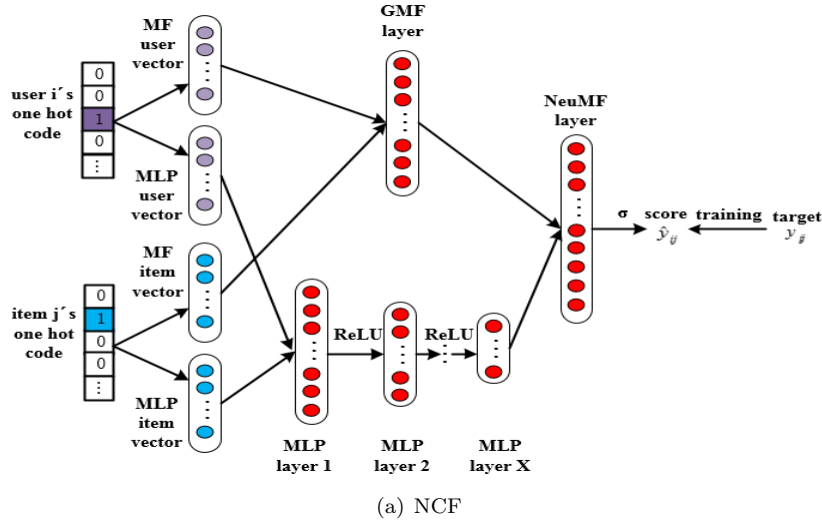 MF
user
vector
GMF
layer
0
0
1
0
⋮
user i´s
one hot
code
MLP
user
vector
NeuMF
layer
σ
score
training
target
ŷij
yij
MF
item
vector
0
1
0
0
⋮
item j´s
one hot
code
MLP
item
vector
ReLU
ReLU
MLP
layer 1
MLP
layer 2
MLP
layer X
(a) NCF